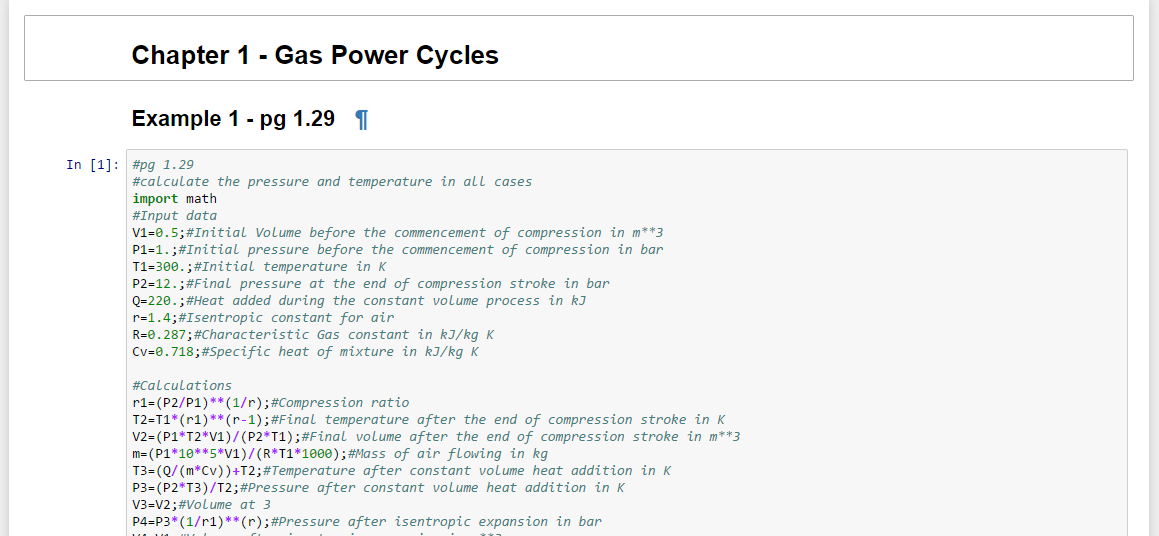 Chapter 1 - Gas Power Cycles
Example 1 - pg 1.29 ¶
In [1]:
#pg 1.29
#calculate the pressure and temperature in all cases
import math
#Input data
V1=0.5;#Initial Volume before the commencement of compression in m**3
P1=1.;#Initial pressure before the commencement of compression in bar
T1=300.;#Initial temperature in K
P2=12.;#Final pressure at the end of compression stroke in bar
Q=220.;#Heat added during the constant volume process in kJ
r=1.4;#Isentropic constant for air
R=0.287;#Characteristic Gas constant in kJ/kg K
Cv=0.718;#Specific heat of mixture in kJ/kg K
#Calculations
r1=(P2/P1)**(1/r);#Compression ratio
T2=T1*(r1)**(r-1);#Final temperature after the end of compression stroke in K
V2=(P1*T2*V1)/(P2*T1);#Final volume after the end of compression stroke in m**3
m=(P1*10**5*V1)/(R*T1*1000);#Mass of air flowing in kg
T3=(Q/(m*Cv))+T2;#Temperature after constant volume heat addition in K
P3=(P2*T3)/T2;#Pressure after constant volume heat addition in K
V3=V2;#Volume at 3
P4=P3*(1/r1)**(r);#Pressure after isentropic expansion in bar